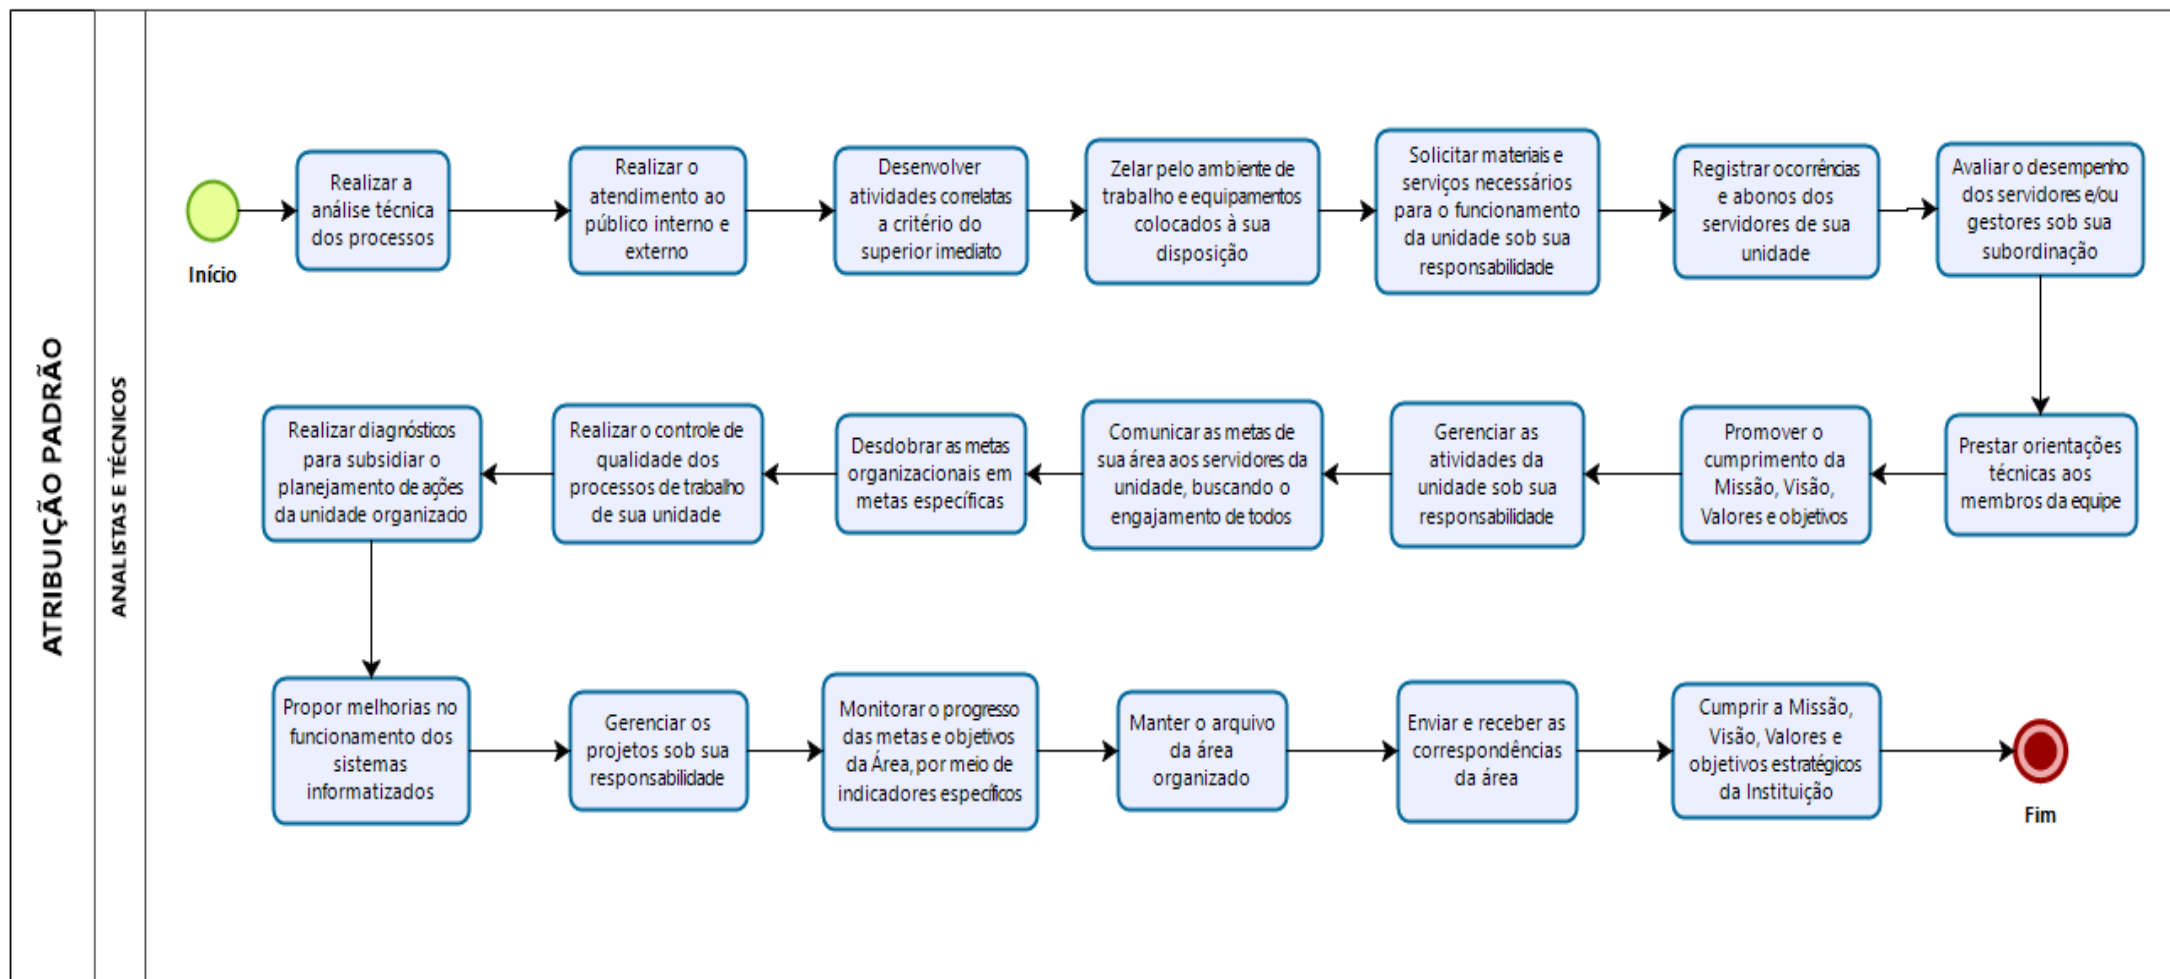 ATRIBUIÇÃO PADRÃO
ANALISTAS E TÉCNICOS
Início
Realizar a
análise técnica
dos processos
Realizar o
atendimento ao
público interno e
externo
Desenvolver
atividades correlatas
a critério do
superior imediato
Zelar pelo ambiente de
trabalho e equipamentos
colocados à sua
disposição
Solicitar materiais e
serviços necessários
para o funcionamento
da unidade sob sua
responsabilidade
Registrar ocorrências
e abonos dos
servidores de sua
unidade
Avaliar o desempenho
dos servidores e/ou
gestores sob sua
subordinação
Prestar orientações
técnicas aos
membros da equipe
Promover o
cumprimento da
Missão, Visão,
Valores e objetivos
Gerenciar as
atividades da
unidade sob sua
responsabilidade
Comunicar as metas de
sua área aos servidores da
unidade, buscando o
engajamento de todos
Desdobrar as metas
organizacionais em
metas específicas
Realizar o controle de
qualidade dos
processos de trabalho
de sua unidade
Realizar diagnósticos
para subsidiar o
planejamento de ações
da unidade organizacio
Propor melhorias no
funcionamento dos
sistemas
informatizados
Gerenciar os
projetos sob sua
responsabilidade
Monitorar o progresso
das metas e objetivos
da Área, por meio de
indicadores específicos
Manter o arquivo
da área
organizado
Enviar e receber as
correspondências
da área
Cumprir a Missão,
Visão, Valores e
objetivos estratégicos
da Instituição
Fim